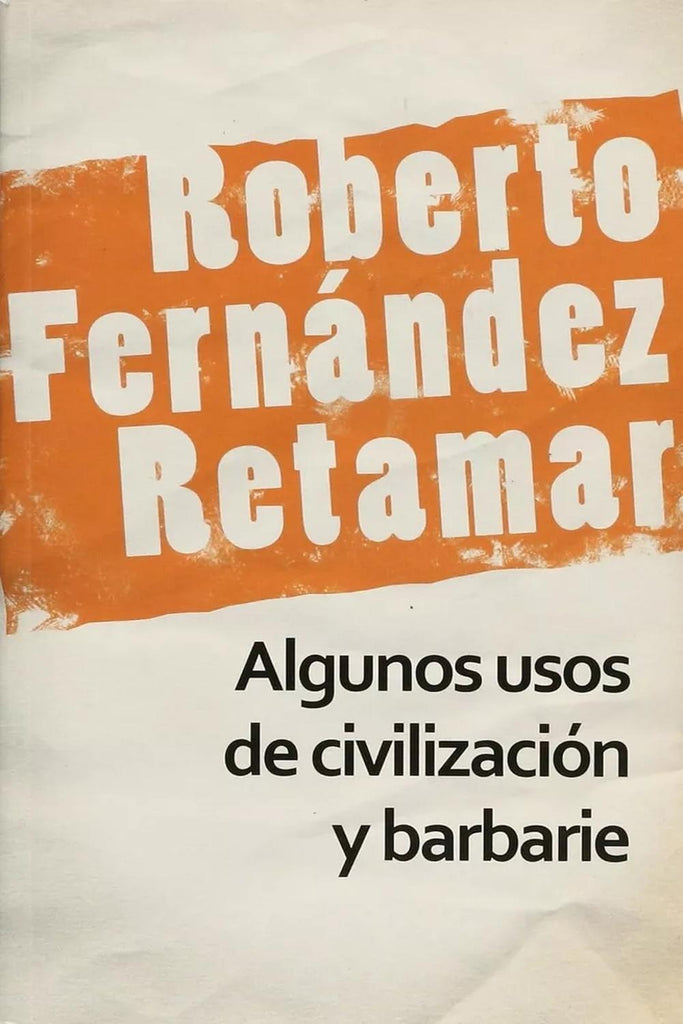 Roberto
Fernández
Retamar
Algunos usos
de civilización
y barbarie